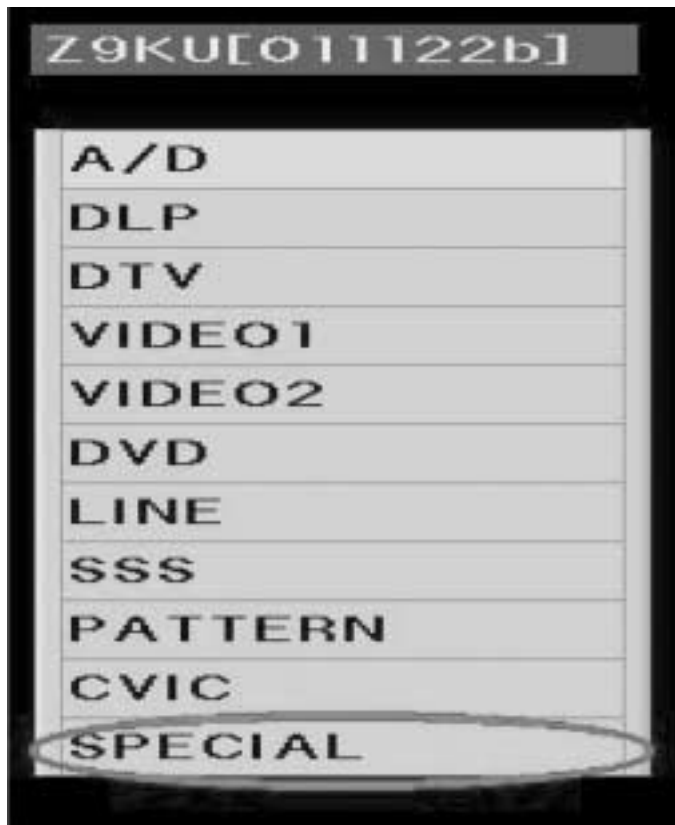 Z9KU[011122b]
A/D
DLP
DTV
VIDEO1
VIDEO2
DVD
LINE
SSS
PATTERN
CVIC
SPECIAL